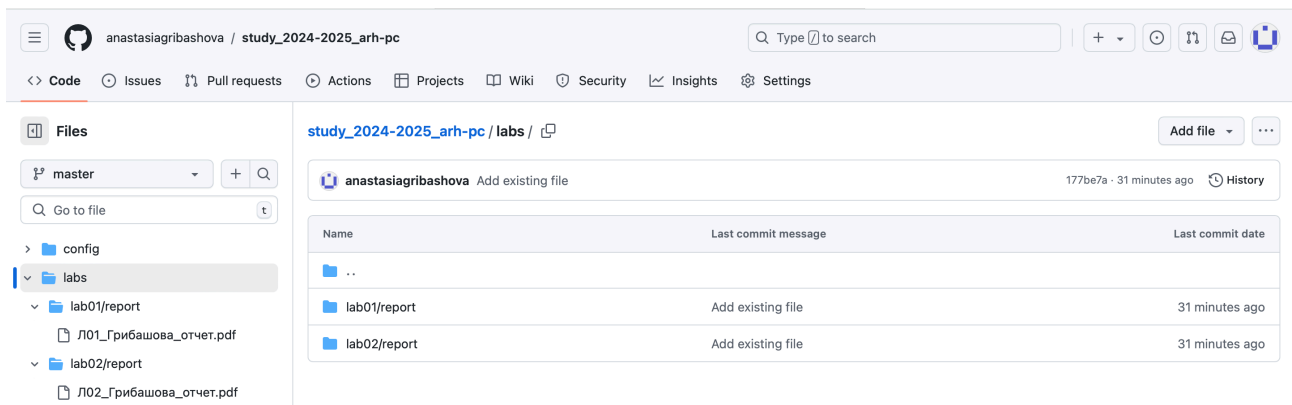 anastasiagribashova / study_2024-2025_arh-pc
Type / to search
Code Issues Pull requests Actions Projects Wiki Security Insights Settings
Files
master
Go to file t
config
labs
lab01/report
Л01_Грибашова_отчет.pdf
lab02/report
Л02_Грибашова_отчет.pdf
study_2024-2025_arh-pc / labs /
Add file
anastasiagribashova Add existing file 177be7a · 31 minutes ago History
Name Last commit message Last commit date
..
lab01/report Add existing file 31 minutes ago
lab02/report Add existing file 31 minutes ago